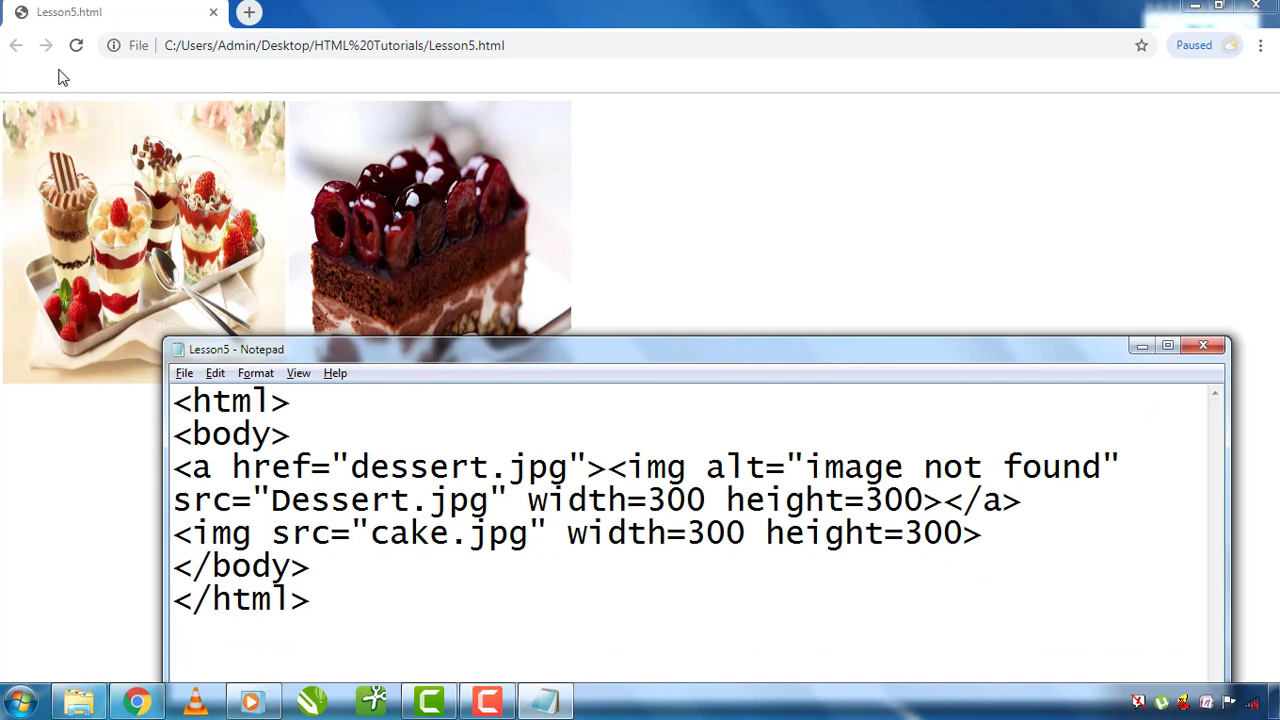 Lesson5.html
File
C:/Users/Admin/Desktop/HTML%20Tutorials/Lesson5.html
Paused
Lesson5 - Notepad
File Edit Format View Help
<html>
<body>
<a href="dessert.jpg"><img alt="image not found"
src="Dessert.jpg" width=300 height=300></a>
<img src="cake.jpg" width=300 height=300>
</body>
</html>